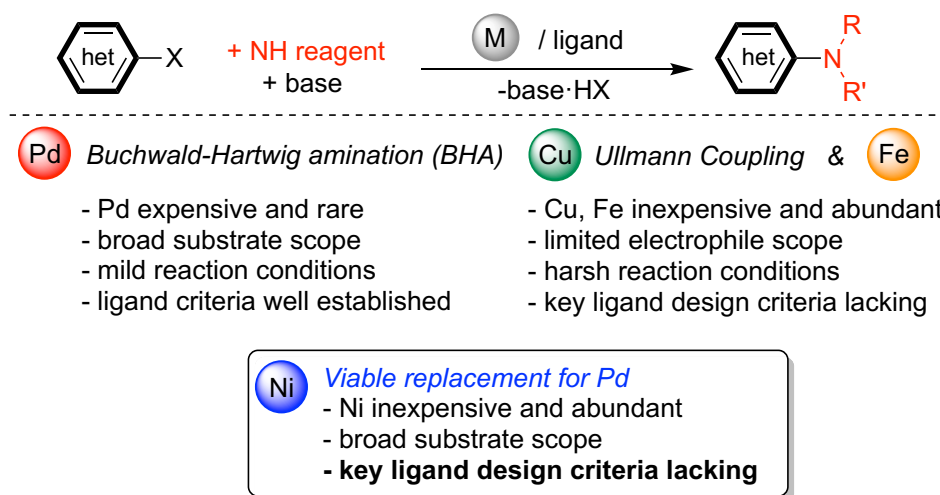 het X + NH reagent + base M / ligand -base·HX het N R R'
Pd Buchwald-Hartwig amination (BHA) Cu Ullmann Coupling & Fe
- Pd expensive and rare
- broad substrate scope
- mild reaction conditions
- ligand criteria well established
- Cu, Fe inexpensive and abundant
- limited electrophile scope
- harsh reaction conditions
- key ligand design criteria lacking
Ni Viable replacement for Pd
- Ni inexpensive and abundant
- broad substrate scope
- key ligand design criteria lacking